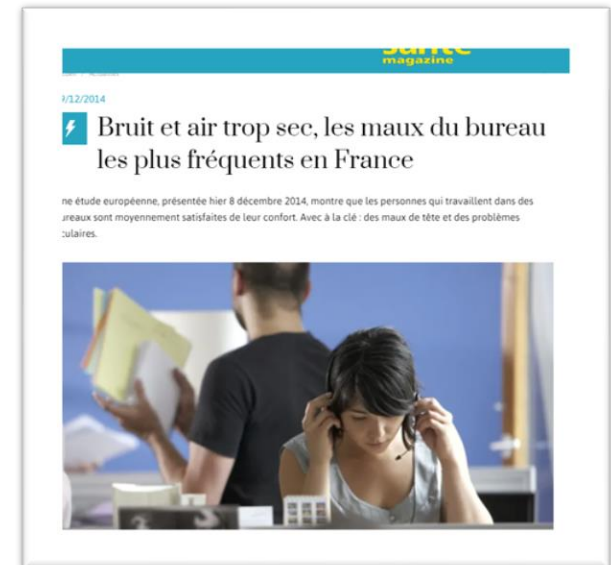 santé
magazine
9/12/2014
Bruit et air trop sec, les maux du bureau
les plus fréquents en France
ne étude européenne, présentée hier 8 décembre 2014, montre que les personnes qui travaillent dans des
ureaux sont moyennement satisfaites de leur confort. Avec à la clé : des maux de tête et des problèmes
culaires.